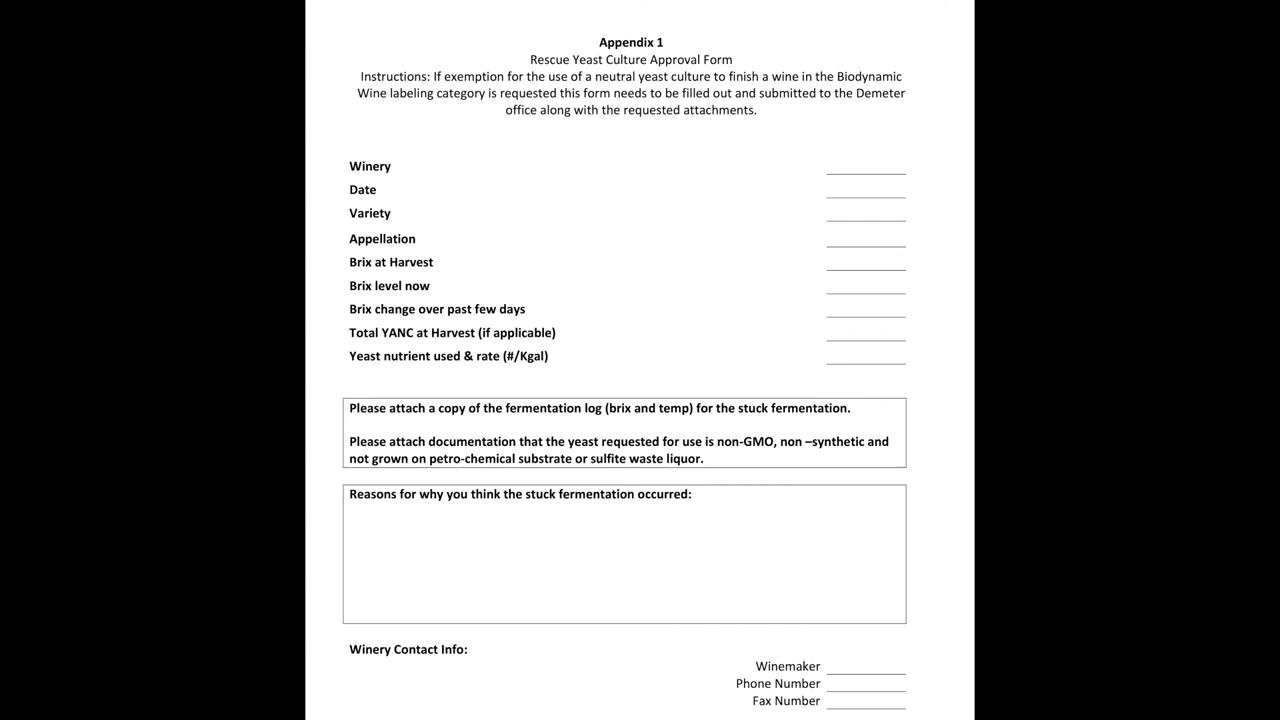 Appendix 1
Rescue Yeast Culture Approval Form
Instructions: If exemption for the use of a neutral yeast culture to finish a wine in the Biodynamic
Wine labeling category is requested this form needs to be filled out and submitted to the Demeter
office along with the requested attachments.
Winery
Date
Variety
Appellation
Brix at Harvest
Brix level now
Brix change over past few days
Total YANC at Harvest (if applicable)
Yeast nutrient used & rate (#/Kgal)
Please attach a copy of the fermentation log (brix and temp) for the stuck fermentation.
Please attach documentation that the yeast requested for use is non-GMO, non –synthetic and
not grown on petro-chemical substrate or sulfite waste liquor.
Reasons for why you think the stuck fermentation occurred:
Winery Contact Info:
Winemaker
Phone Number
Fax Number